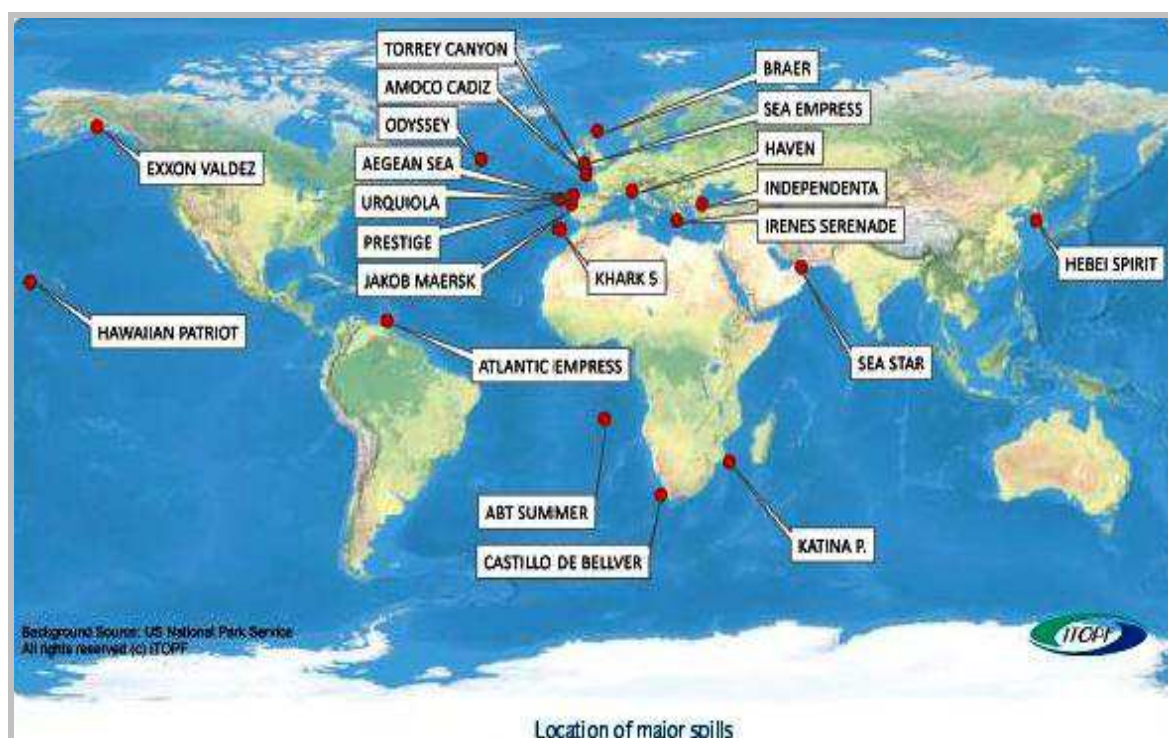 TORREY CANYON
BRAER
AMOCO CADIZ
SEA EMPRESS
ODYSSEY
HAVEN
EXXON VALDEZ
AEGEAN SEA
URQUIOLA
INDEPENDENTA
IRENES SERENADE
PRESTIGE
HEBEI SPIRIT
JAKOB MAERSK
KHARK 5
HAWAIIAN PATRIOT
ATLANTIC EMPRESS
SEA STAR
ABT SUMMER
KATINA P.
CASTILLO DE BELLVER
Background Source: US National Park Service
All rights reserved (c) ITOPF
ITOPF
Location of major spills